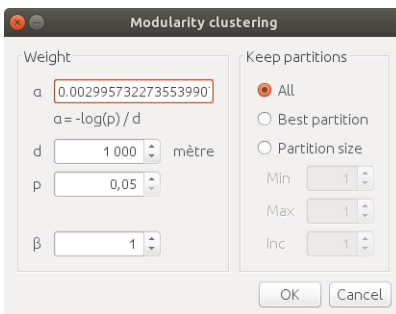 Modularity clustering
Weight
α 0.00299573227355399
α = -log(p) / d
d 1 000 mètre
p 0,05
β 1
Keep partitions
All
Best partition
Partition size
Min 1
Max 1
Inc 1
OK Cancel